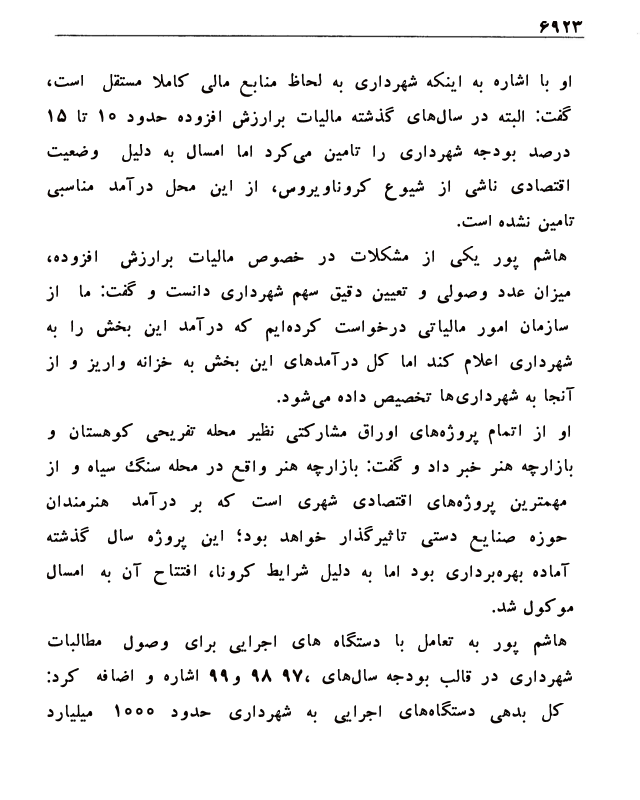 ۶۹۲۳
او با اشاره به اینکه شهرداری به لحاظ منابع مالی کاملا مستقل است،
گفت: البته در سال‌های گذشته مالیات برارزش افزوده حدود ۱۰ تا ۱۵
درصد بودجه شهرداری را تامین می‌کرد اما امسال به دلیل وضعیت
اقتصادی ناشی از شیوع کروناویروس، از این محل درآمد مناسبی
تامین نشده است.
هاشم پور یکی از مشکلات در خصوص مالیات برارزش افزوده،
میزان عدد وصولی و تعیین دقیق سهم شهرداری دانست و گفت: ما از
سازمان امور مالیاتی درخواست کرده‌ایم که درآمد این بخش را به
شهرداری اعلام کند اما کل درآمدهای این بخش به خزانه واریز و از
آنجا به شهرداری‌ها تخصیص داده می‌شود.
او از اتمام پروژه‌های اوراق مشارکتی نظیر محله تفریحی کوهستان و
بازارچه هنر خبر داد و گفت: بازارچه هنر واقع در محله سنگ سیاه و از
مهمترین پروژه‌های اقتصادی شهری است که بر درآمد هنرمندان
حوزه صنایع دستی تاثیرگذار خواهد بود؛ این پروژه سال گذشته
آماده بهره‌برداری بود اما به دلیل شرایط کرونا، افتتاح آن به امسال
موکول شد.
هاشم پور به تعامل با دستگاه های اجرایی برای وصول مطالبات
شهرداری در قالب بودجه سال‌های ،۹۷ ۹۸ و۹۹ اشاره و اضافه کرد:
کل بدهی دستگاه‌های اجرایی به شهرداری حدود ۱۰۰۰ میلیارد